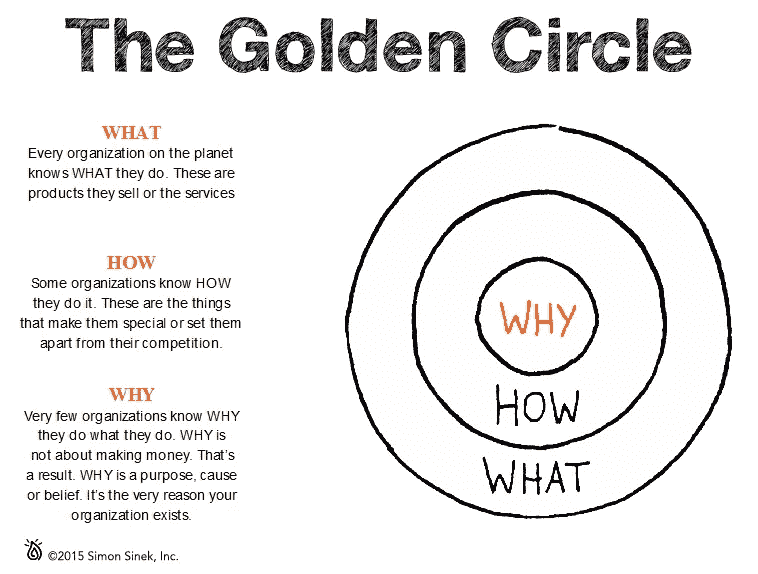 The Golden Circle
WHAT
Every organization on the planet
knows WHAT they do. These are
products they sell or the services
HOW
Some organizations know HOW
they do it. These are the things
that make them special or set them
apart from their competition.
WHY
Very few organizations know WHY
they do what they do. WHY is
not about making money. That's
a result. WHY is a purpose, cause
or belief. It's the very reason your
organization exists.
WHY
HOW
WHAT
©2015 Simon Sinek, Inc.